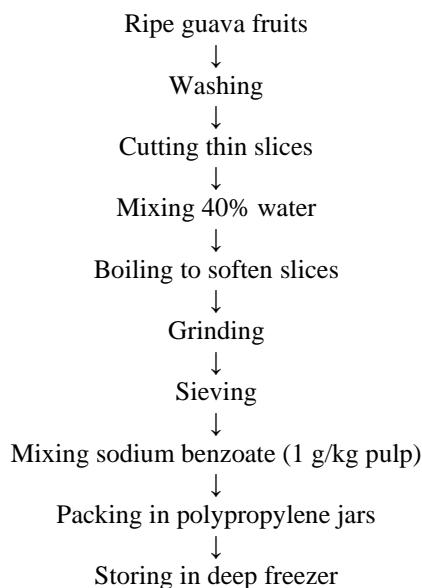 Ripe guava fruits
↓
Washing
↓
Cutting thin slices
↓
Mixing 40% water
↓
Boiling to soften slices
↓
Grinding
↓
Sieving
↓
Mixing sodium benzoate (1 g/kg pulp)
↓
Packing in polypropylene jars
↓
Storing in deep freezer